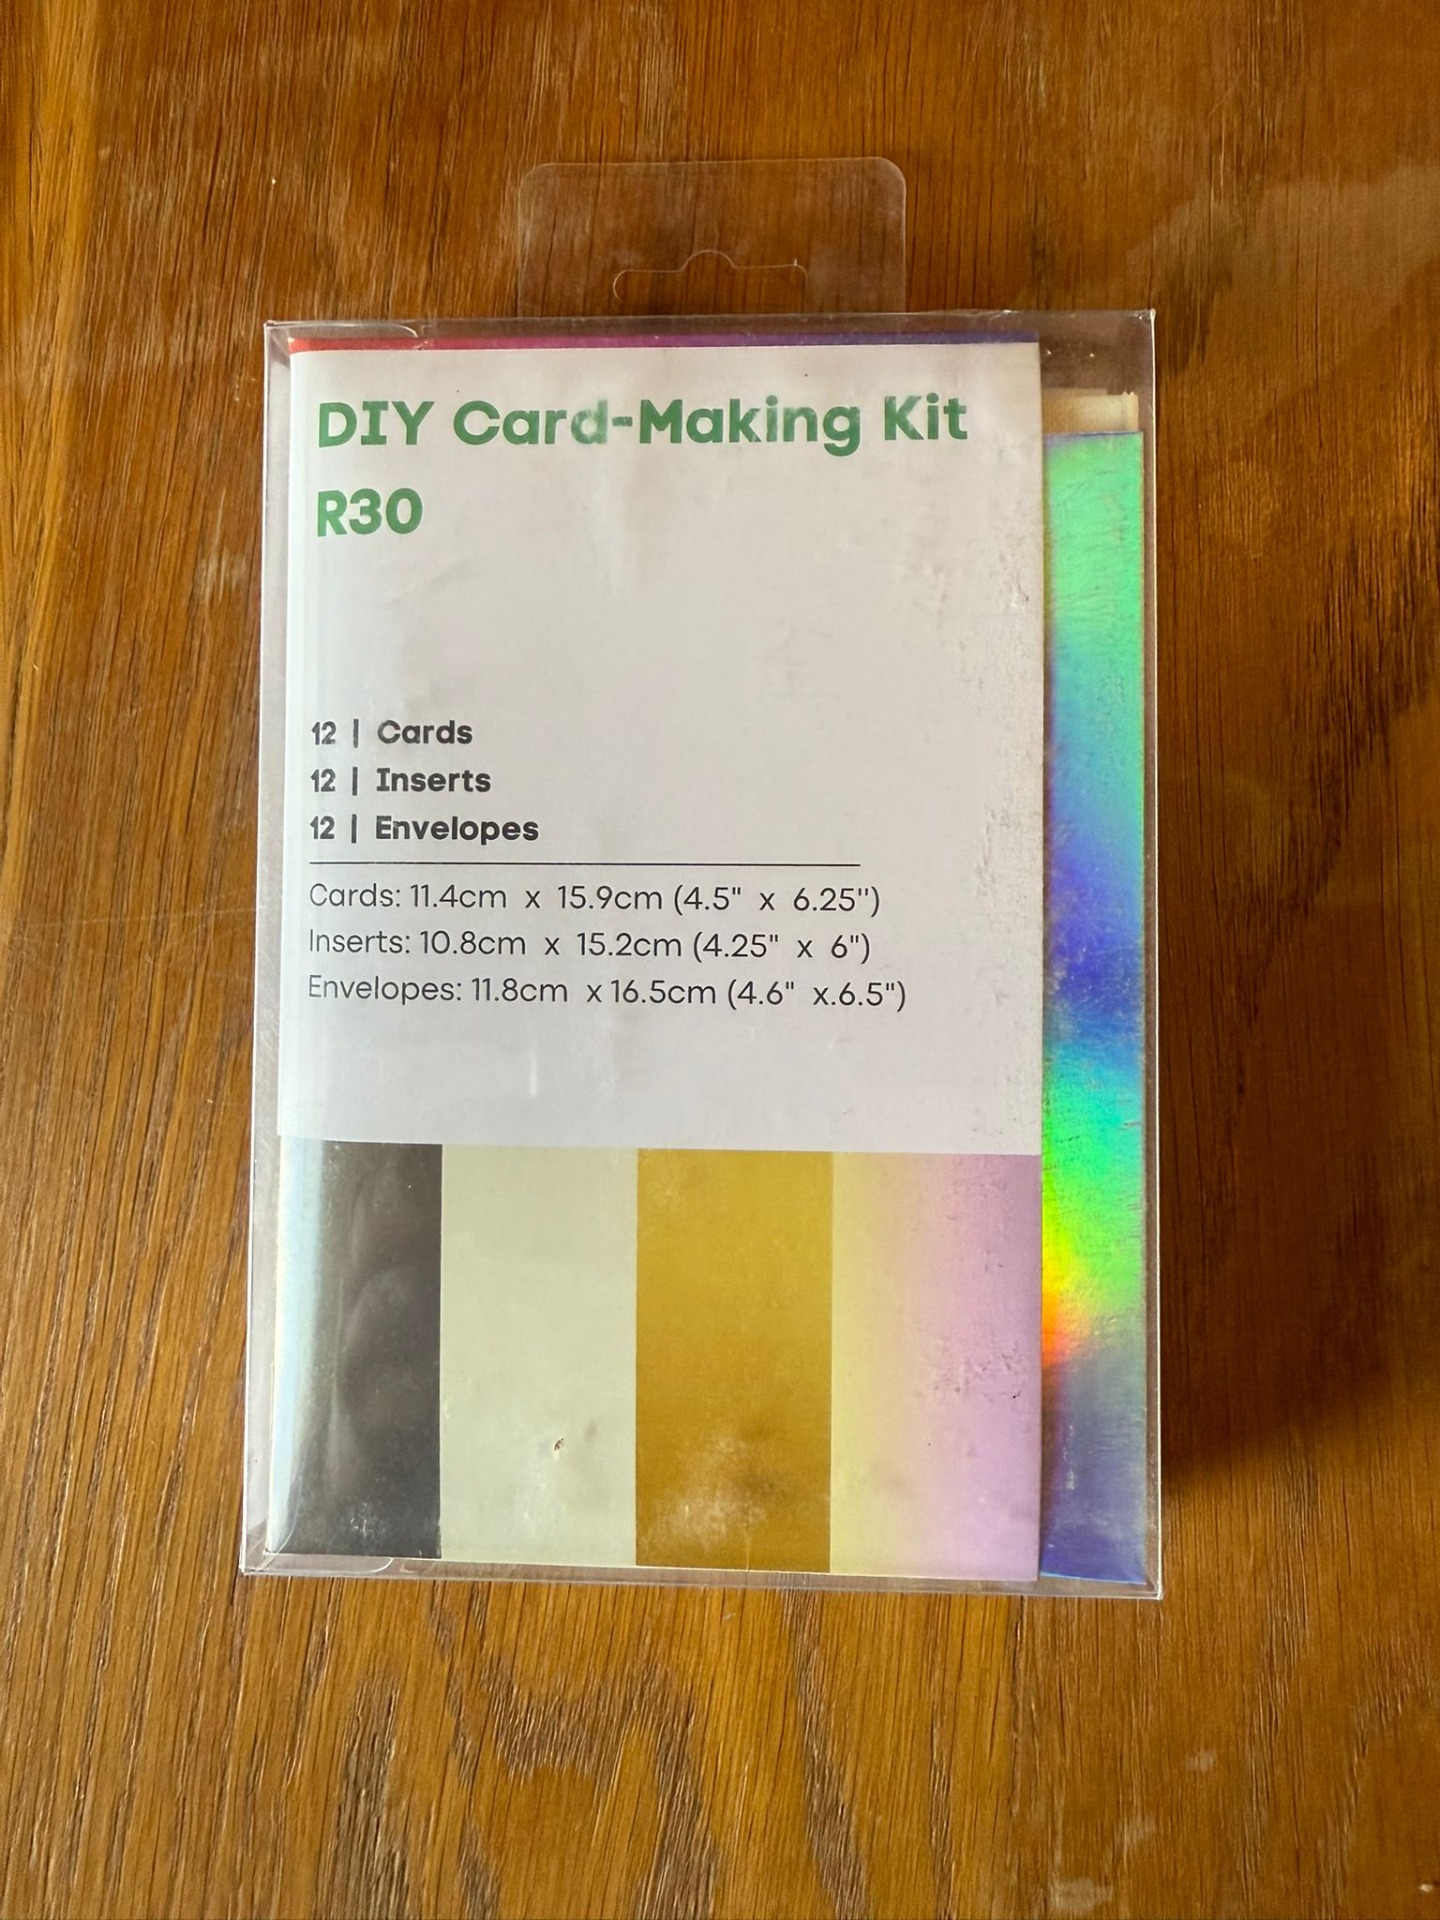 DIY Card-Making Kit
R30
12 | Cards
12 | Inserts
12 | Envelopes
Cards: 11.4cm x 15.9cm (4.5" x 6.25")
Inserts: 10.8cm x 15.2cm (4.25" x 6")
Envelopes: 11.8cm x 16.5cm (4.6" x.6.5")